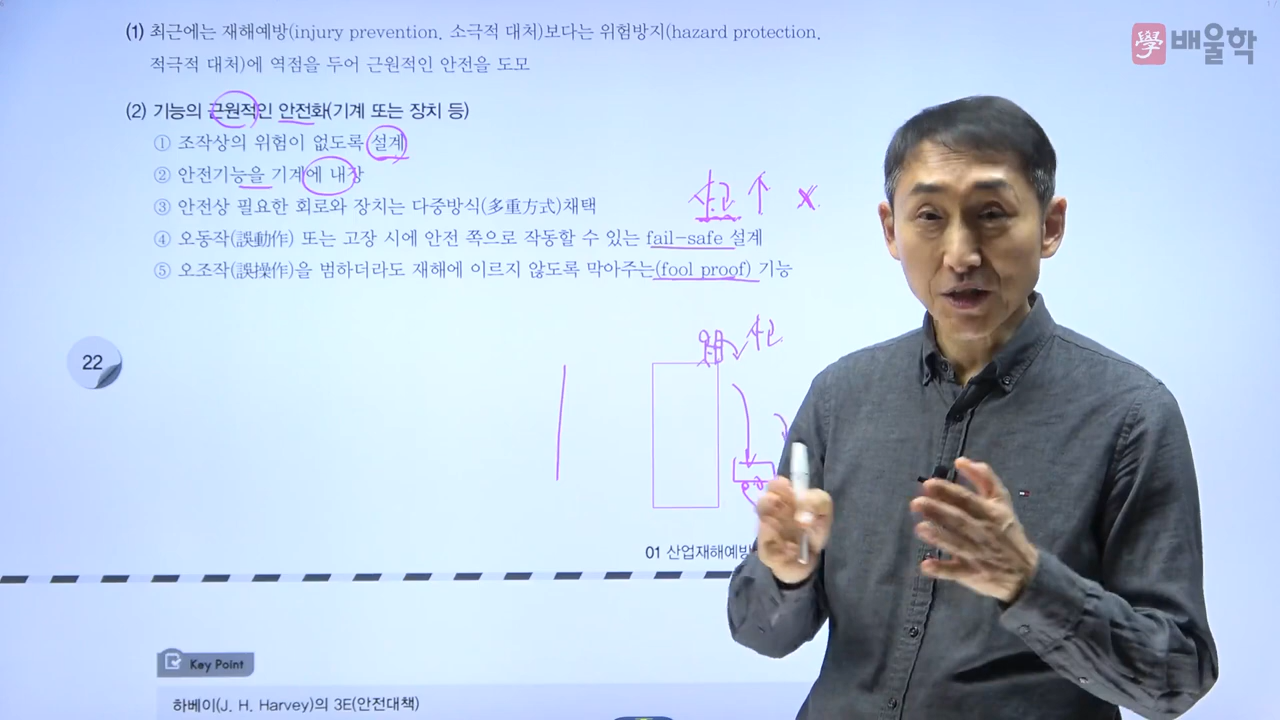 (1) 최근에는 재해예방(injury prevention, 소극적 대처)보다는 위험방지(hazard protection,
적극적 대처)에 역점을 두어 근원적인 안전을 도모
學 배울학
(2) 기능의 근원적인 안전화(기계 또는 장치 등)
① 조작상의 위험이 없도록 설계
② 안전기능을 기계에 내장
③ 안전상 필요한 회로와 장치는 다중방식(多重方式)채택
사고 ↑ ×
④ 오동작(誤動作) 또는 고장 시에 안전 쪽으로 작동할 수 있는 fail-safe 설계
⑤ 오조작(誤操作)을 범하더라도 재해에 이르지 않도록 막아주는(fool proof) 기능
사고
22
01 산업재해예방
Key Point
하베이(J. H. Harvey)의 3E(안전대책)